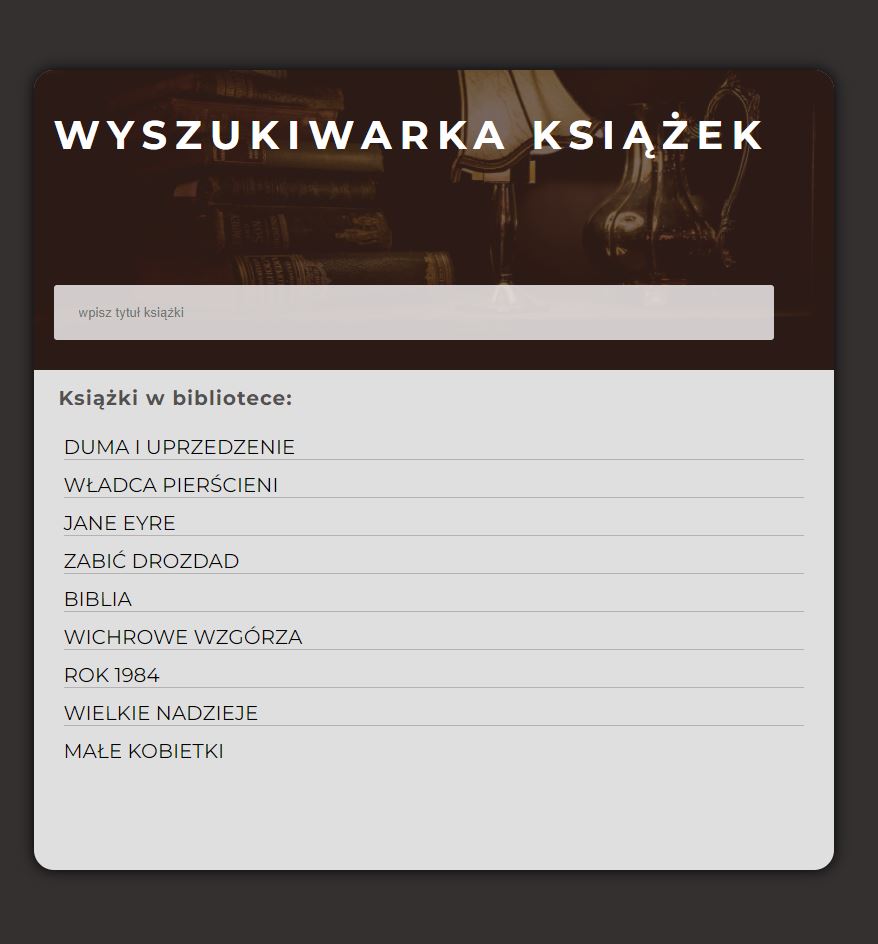 WYSZUKIWARKA KSIĄŻEK
wpisz tytuł książki
Książki w bibliotece:
DUMA I UPRZEDZENIE
WŁADCA PIERŚCIENI
JANE EYRE
ZABIĆ DROZDAD
BIBLIA
WICHROWE WZGÓRZA
ROK 1984
WIELKIE NADZIEJE
MAŁE KOBIETKI